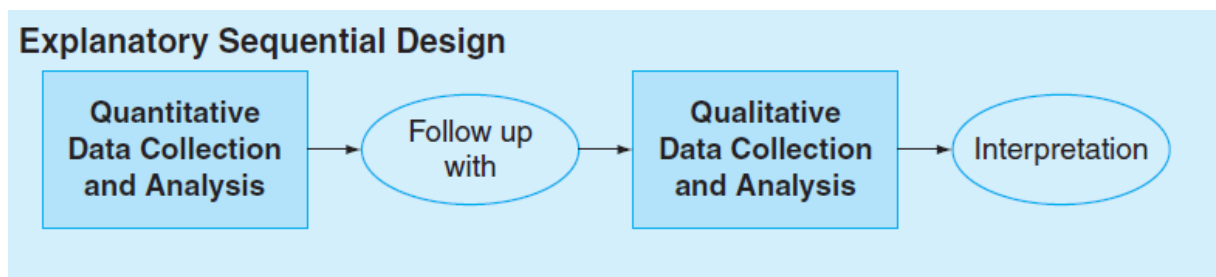 Explanatory Sequential Design
Quantitative
Data Collection
and Analysis
Follow up
with
Qualitative
Data Collection
and Analysis
Interpretation